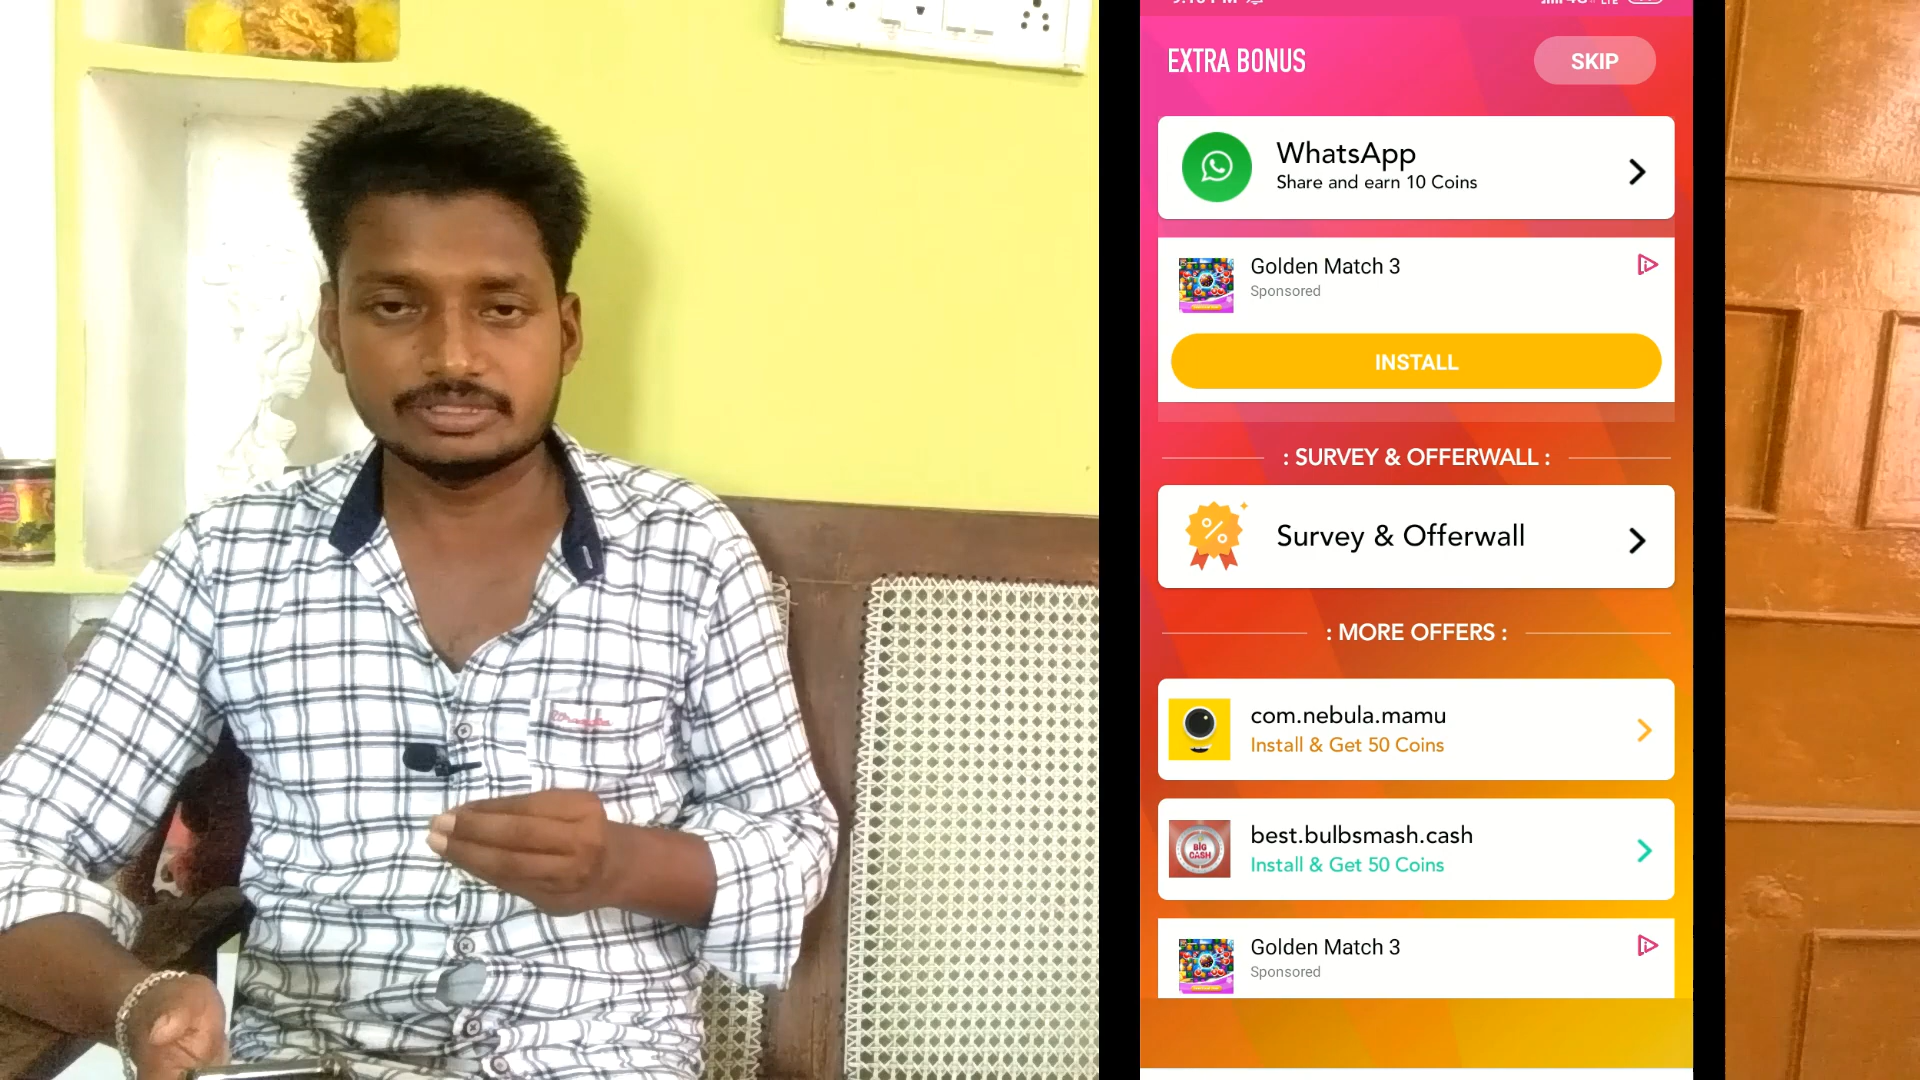 EXTRA BONUS
SKIP
WhatsApp
Share and earn 10 Coins
Golden Match 3
Sponsored
INSTALL
: SURVEY & OFFERWALL :
Survey & Offerwall
: MORE OFFERS :
com.nebula.mamu
Install & Get 50 Coins
best.bulbsmash.cash
Install & Get 50 Coins
BIG
CASH
Golden Match 3
Sponsored